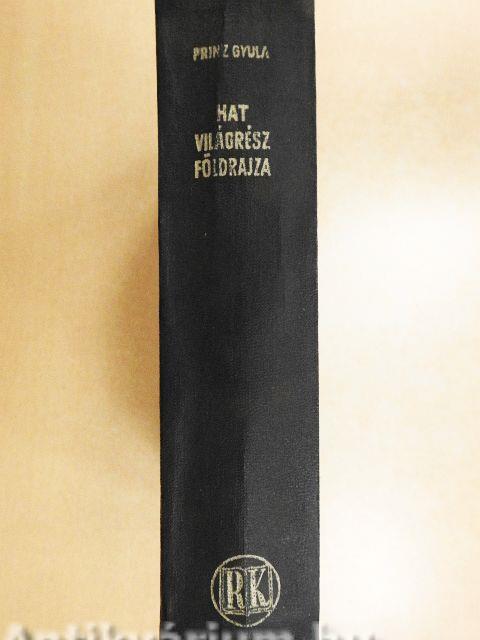 PRINZ GYULA
HAT
VILÁGRÉSZ
FÖLDRAJZA
RK